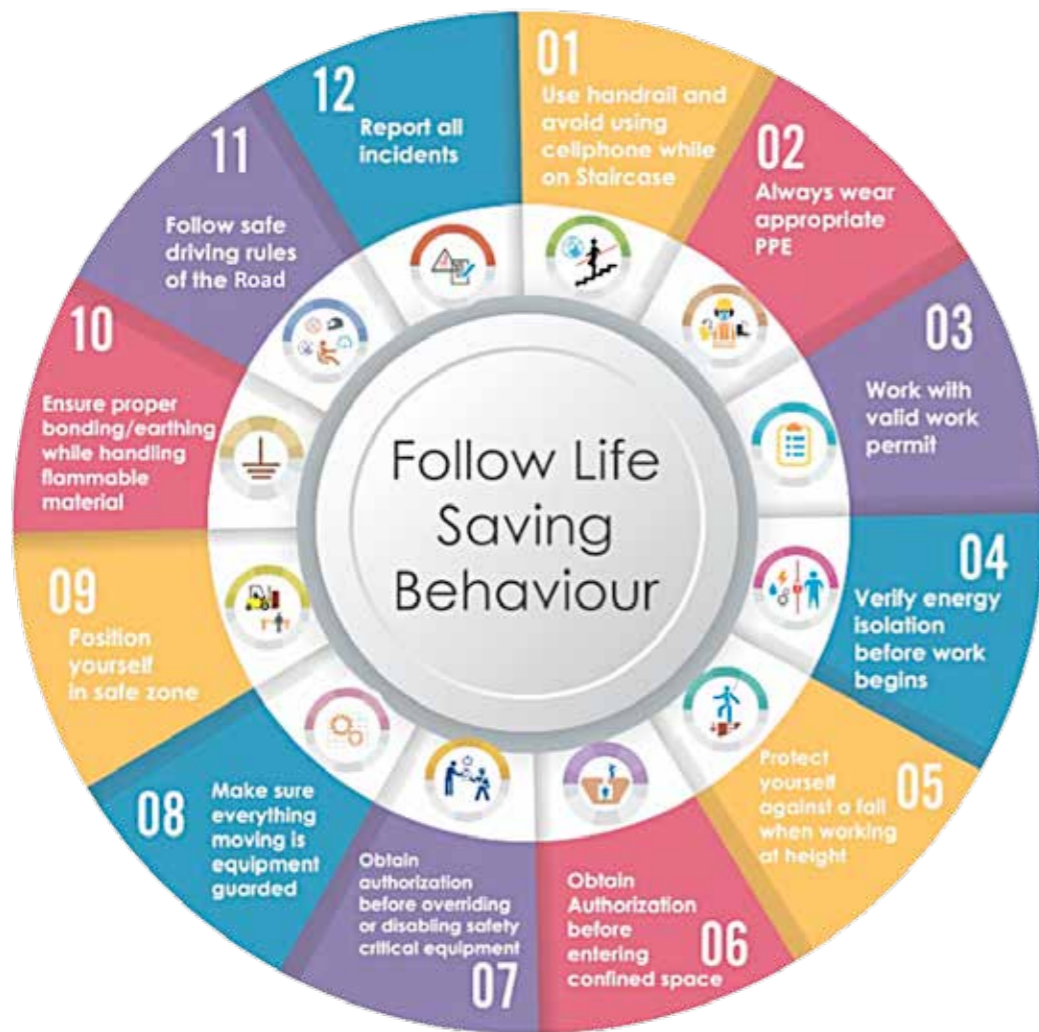 Follow Life
Saving
Behaviour
01
Use handrail and
avoid using
cellphone while
on Staircase
02
Always wear
appropriate
PPE
03
Work with
valid work
permit
04
Verify energy
isolation
before work
begins
05
Protect
yourself
against a fall
when working
at height
06
Obtain
Authorization
before
entering
confined space
07
Obtain
authorization
before overriding
or disabling safety
critical equipment
08
Make sure
everything
moving is
equipment
guarded
09
Position
yourself
in safe zone
10
Ensure proper
bonding/earthing
while handling
flammable
material
11
Follow safe
driving rules
of the Road
12
Report all
incidents